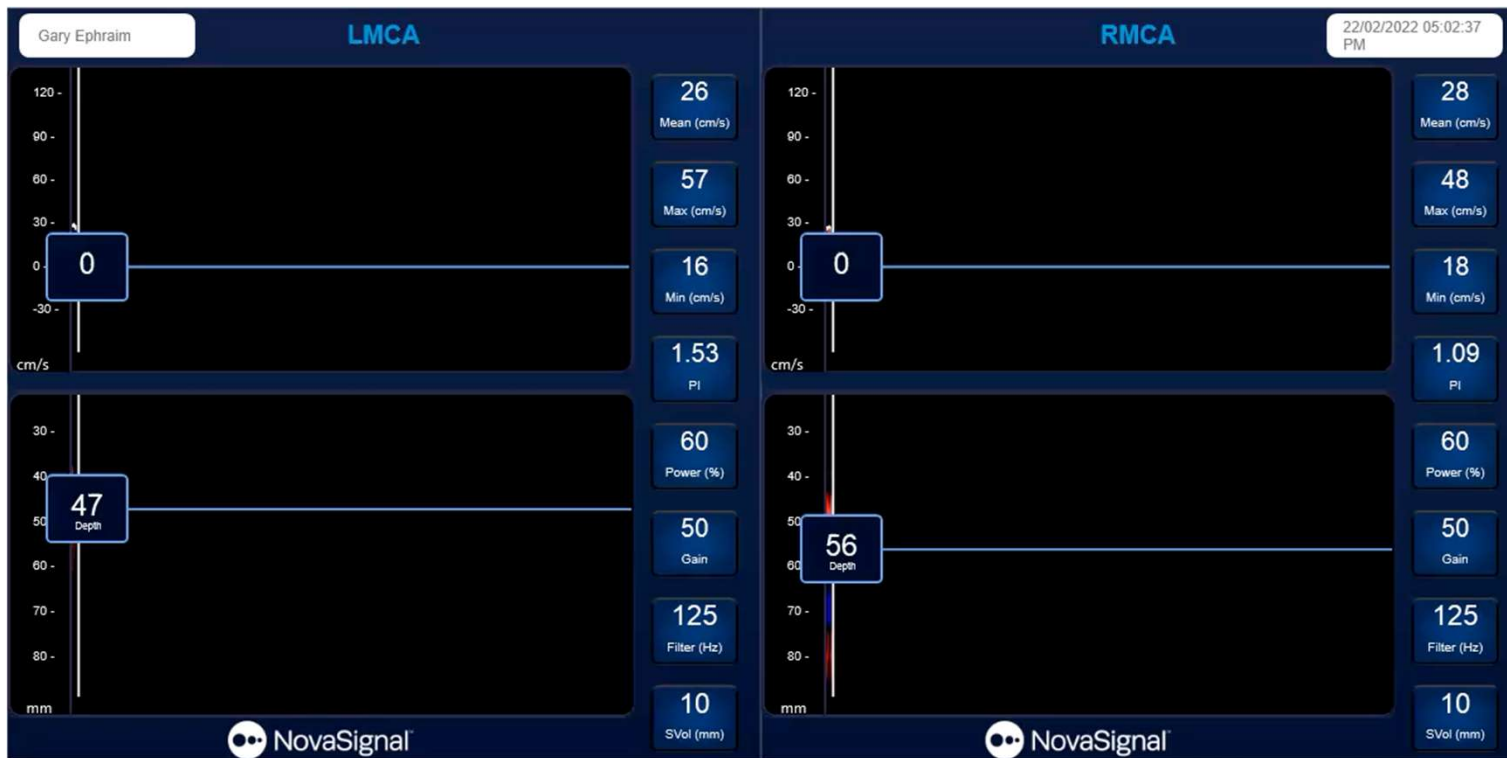 Gary Ephraim
LMCA
120 -
90 -
60 -
30 -
0 -
-30 -
cm/s
0
26
Mean (cm/s)
57
Max (cm/s)
16
Min (cm/s)
1.53
PI
30 -
40
50
60 -
70 -
80 -
mm
47
Depth
60
Power (%)
50
Gain
125
Filter (Hz)
10
SVol (mm)
NovaSignal
RMCA
22/02/2022 05:02:37
PM
120 -
90 -
60 -
30 -
0 -
-30 -
cm/s
0
28
Mean (cm/s)
48
Max (cm/s)
18
Min (cm/s)
1.09
PI
30 -
40 -
50
60
70 -
80 -
mm
56
Depth
60
Power (%)
50
Gain
125
Filter (Hz)
10
SVol (mm)
NovaSignal